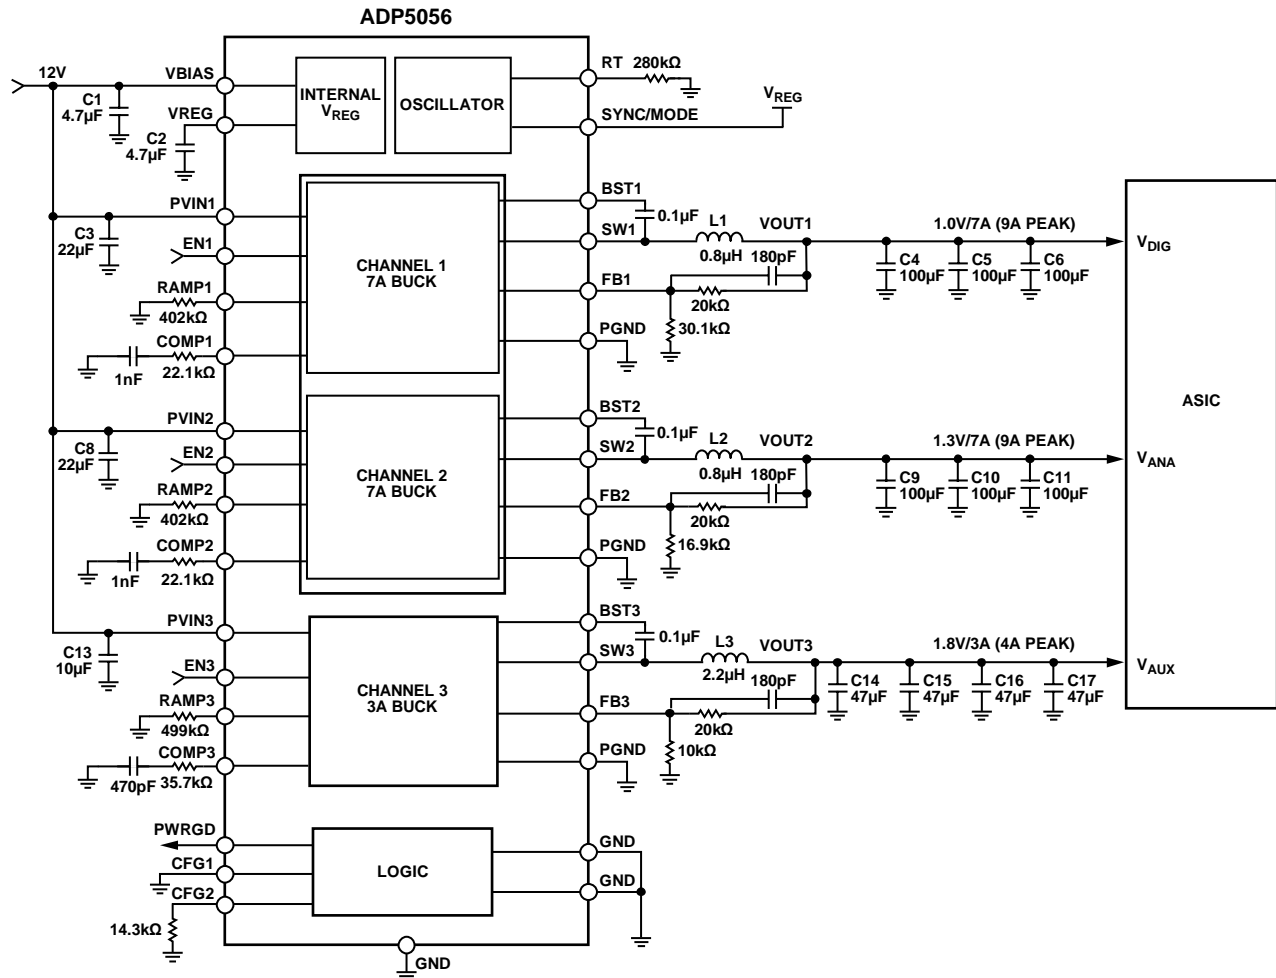 ADP5056
12V
VBIAS
C1
4.7µF
VREG
C2
4.7µF
INTERNAL
VREG
OSCILLATOR
RT 280kΩ
VREG
SYNC/MODE
PVIN1
C3
22µF
EN1
RAMP1
402kΩ
COMP1
1nF
22.1kΩ
CHANNEL 1
7A BUCK
BST1
0.1µF
SW1
L1
0.8µH
VOUT1
180pF
FB1
20kΩ
30.1kΩ
PGND
1.0V/7A (9A PEAK)
C4
100µF
C5
100µF
C6
100µF
VDIG
PVIN2
C8
22µF
EN2
RAMP2
402kΩ
COMP2
1nF
22.1kΩ
CHANNEL 2
7A BUCK
BST2
0.1µF
SW2
L2
0.8µH
VOUT2
180pF
FB2
20kΩ
16.9kΩ
PGND
1.3V/7A (9A PEAK)
C9
100µF
C10
100µF
C11
100µF
VANA
ASIC
PVIN3
C13
10µF
EN3
RAMP3
499kΩ
COMP3
470pF
35.7kΩ
CHANNEL 3
3A BUCK
BST3
0.1µF
SW3
L3
2.2µH
VOUT3
180pF
FB3
20kΩ
10kΩ
PGND
1.8V/3A (4A PEAK)
C14
47µF
C15
47µF
C16
47µF
C17
47µF
VAUX
PWRGD
CFG1
CFG2
14.3kΩ
LOGIC
GND
GND
GND